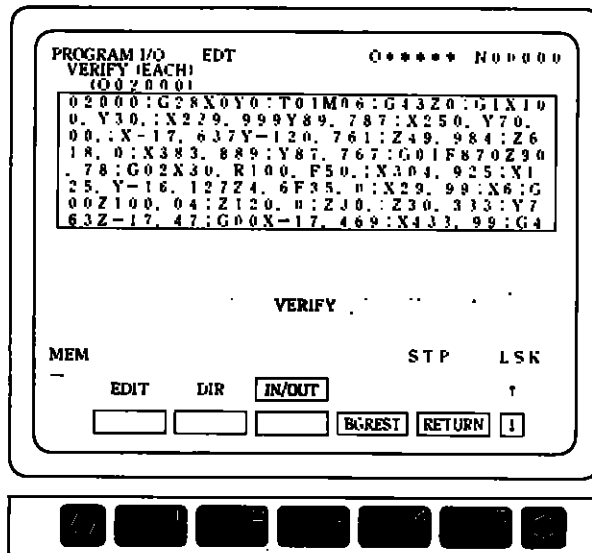 PROGRAM I/O EDT O***** N00000
VERIFY (EACH)
(O02000)
02000:G28X0Y0:T01M06:G43Z0:G1X10
0. Y30.:X229. 999Y89. 787:X250. Y70.
00.:X-17. 637Y-120. 761:Z49. 984:Z6
18. 0:X383. 889:Y87. 767:G01F870Z90
. 78:G02X30. R100. F50.:X304. 925:X1
25. Y-16. 127Z4. 6F35. 0:X29. 99:X6:G
00Z100. 04:Z120. 0:Z30.:Z30. 333:Y7
63Z-17. 47:G00X-17. 469:X433. 99:G4
VERIFY
MEM STP LSK
EDIT DIR IN/OUT ↑
BGREST RETURN ↓